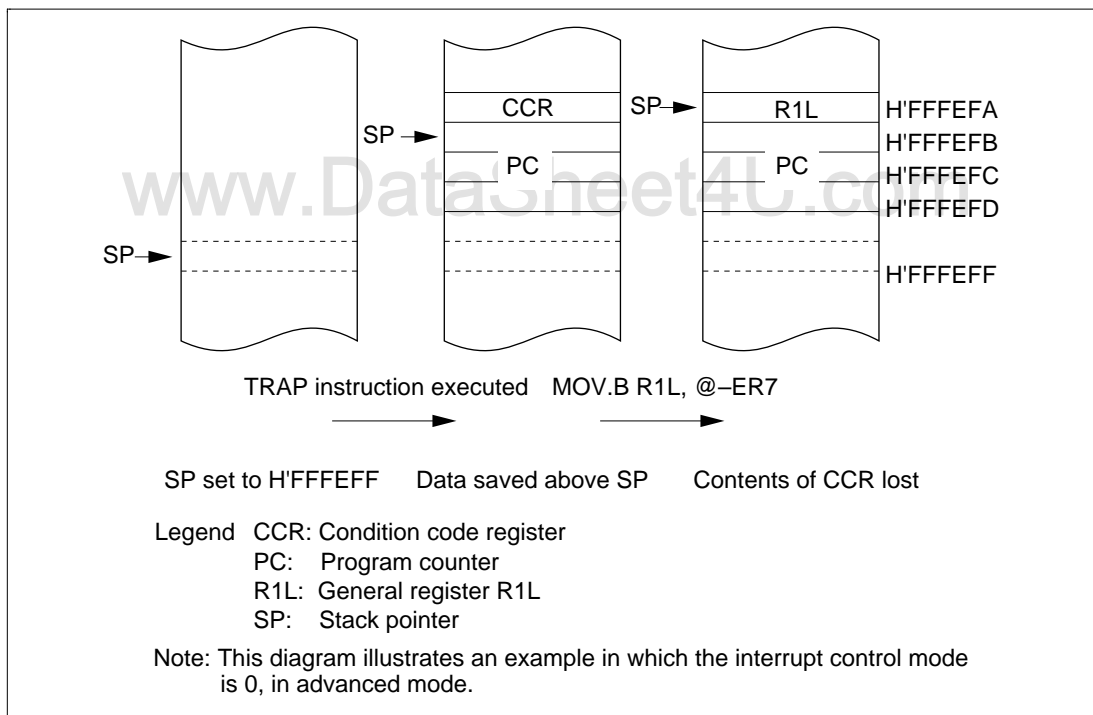 CCR SP R1L H'FFFEFA
SP H'FFFEFB
PC PC
H'FFFEFC
www.DataSheet4U.com
H'FFFEFD
SP
H'FFFEFF
TRAP instruction executed MOV.B R1L, @–ER7
SP set to H'FFFEFF Data saved above SP Contents of CCR lost
Legend CCR: Condition code register
PC: Program counter
R1L: General register R1L
SP: Stack pointer
Note: This diagram illustrates an example in which the interrupt control mode
is 0, in advanced mode.